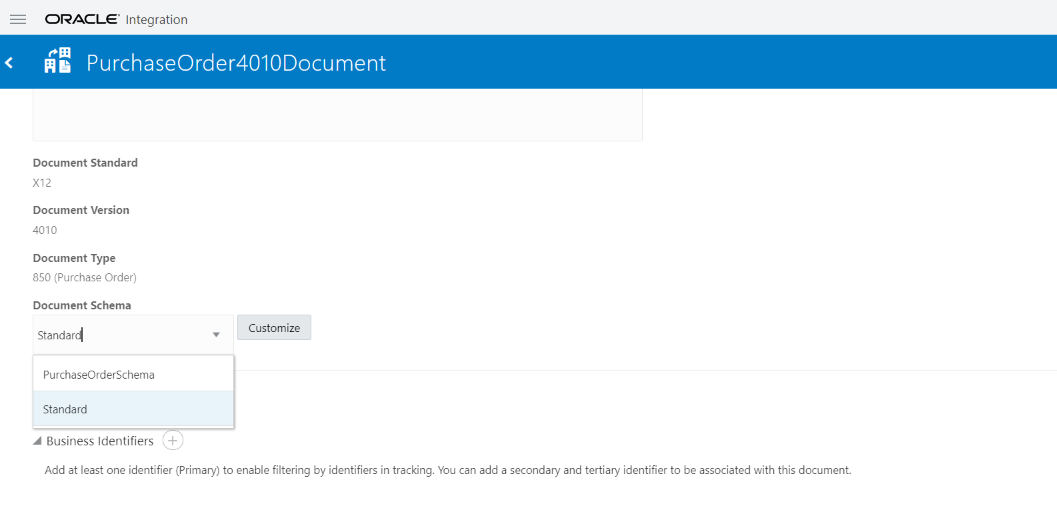 ORACLE Integration
PurchaseOrder4010Document
Document Standard
X12
Document Version
4010
Document Type
850 (Purchase Order)
Document Schema
Standard
Customize
PurchaseOrderSchema
Standard
Business Identifiers
Add at least one identifier (Primary) to enable filtering by identifiers in tracking. You can add a secondary and tertiary identifier to be associated with this document.